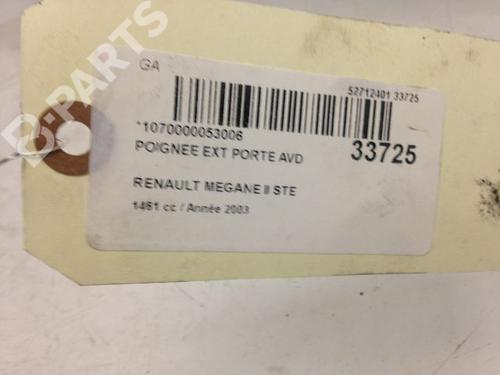 B-PARTS
GA
52712401 33725
*1070000053006
33725
POIGNEE EXT PORTE AVD
RENAULT MEGANE II STE
1461 cc / Année 2003